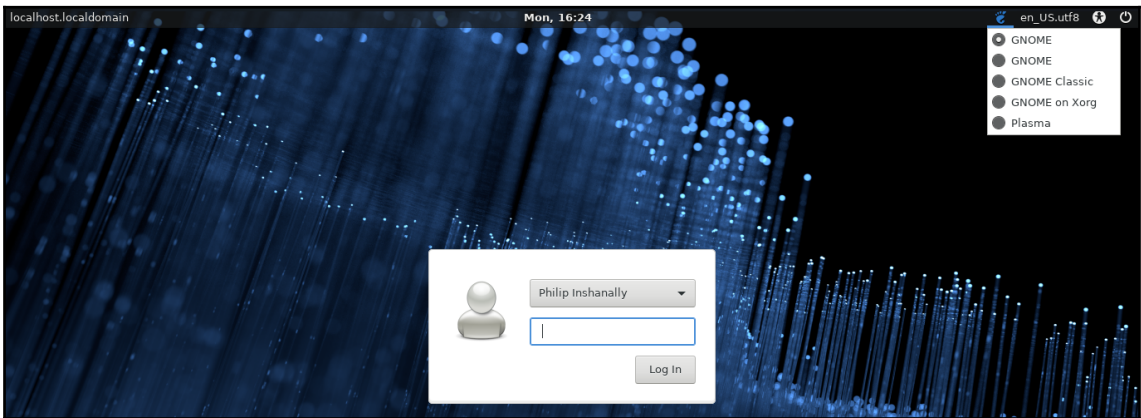 localhost.localdomain
Mon, 16:24
en_US.utf8
GNOME
GNOME
GNOME Classic
GNOME on Xorg
Plasma
Philip Inshanally
Log In